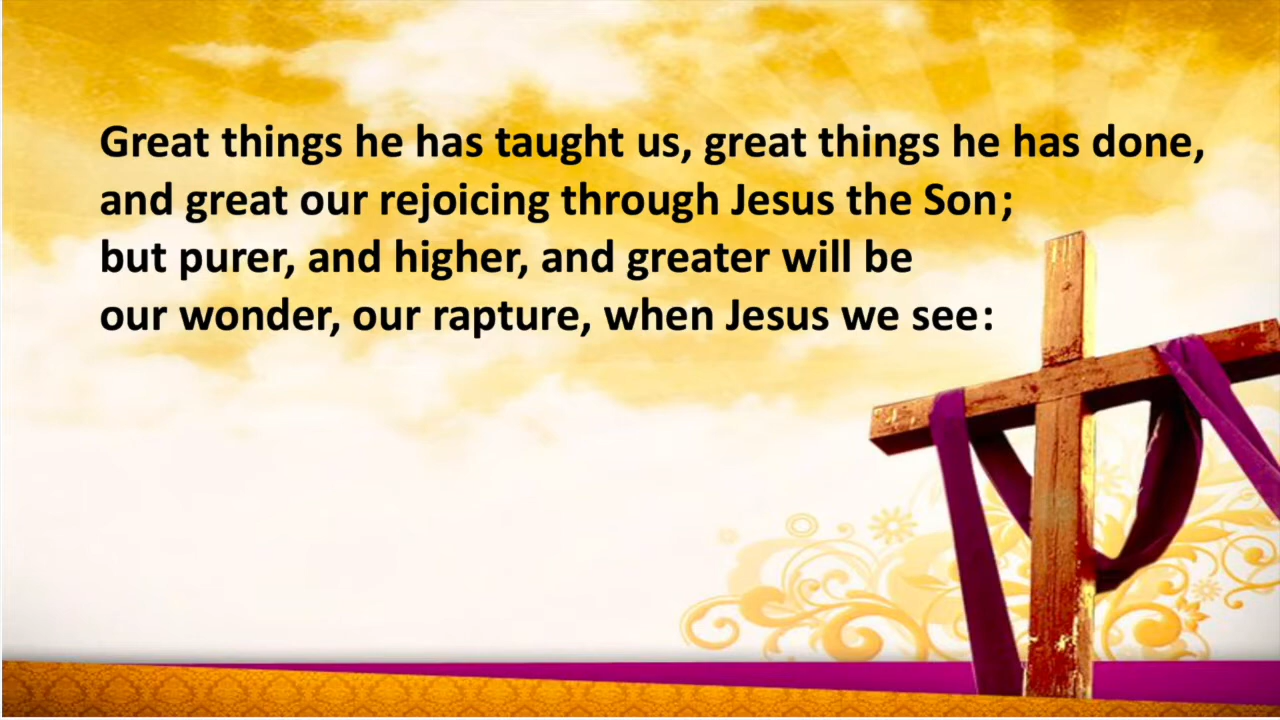 Great things he has taught us, great things he has done,
and great our rejoicing through Jesus the Son;
but purer, and higher, and greater will be
our wonder, our rapture, when Jesus we see: